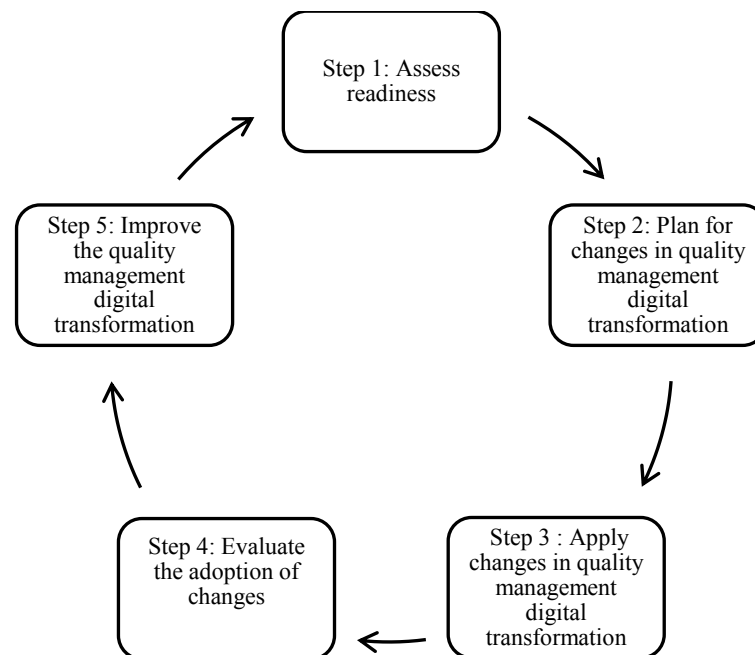 Step 1: Assess
readiness
Step 2: Plan for
changes in quality
management
digital
transformation
Step 3 : Apply
changes in quality
management
digital
transformation
Step 4: Evaluate
the adoption of
changes
Step 5: Improve
the quality
management
digital
transformation